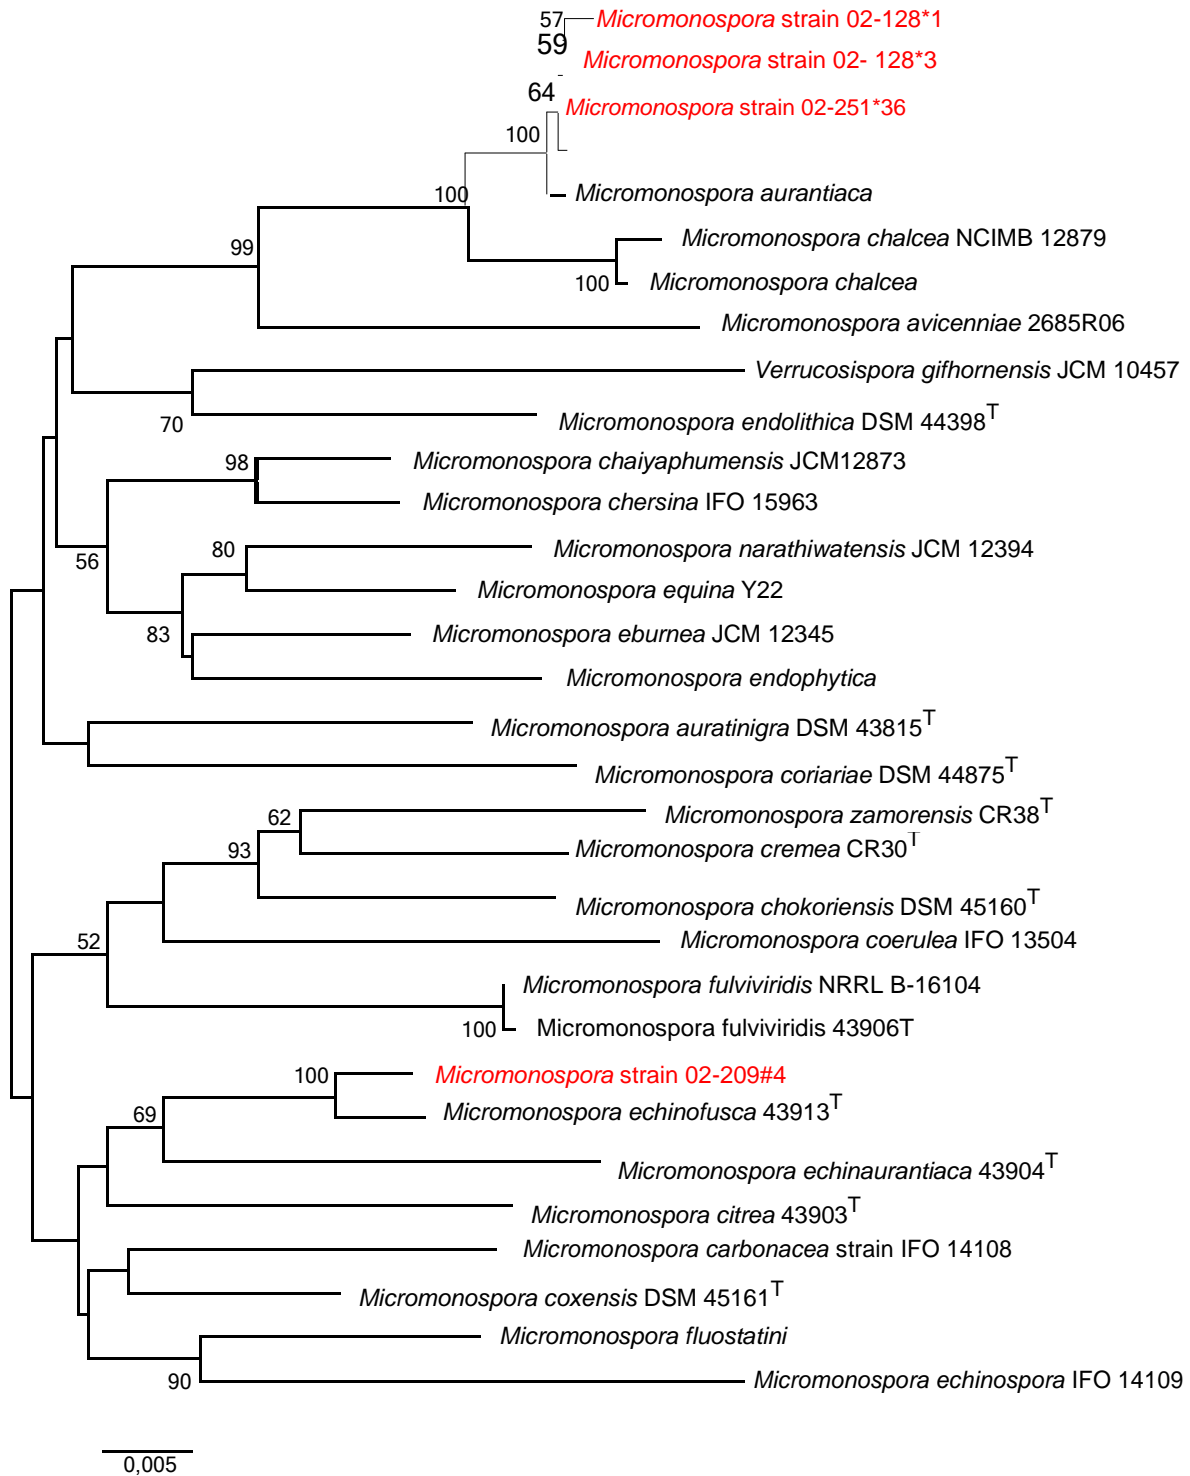 57 Micromonospora strain 02-128*1
59
Micromonospora strain 02- 128*3
64
Micromonospora strain 02-251*36
100
Micromonospora aurantiaca
100
Micromonospora chalcea NCIMB 12879
99
100 Micromonospora chalcea
Micromonospora avicenniae 2685R06
Verrucosispora gifhornensis JCM 10457
70
Micromonospora endolithica DSM 44398T
98 Micromonospora chaiyaphumensis JCM12873
Micromonospora chersina IFO 15963
80 Micromonospora narathiwatensis JCM 12394
56
Micromonospora equina Y22
83 Micromonospora eburnea JCM 12345
Micromonospora endophytica
Micromonospora auratinigra DSM 43815T
Micromonospora coriariae DSM 44875T
62 Micromonospora zamorensis CR38T
93 Micromonospora cremea CR30T
Micromonospora chokoriensis DSM 45160T
52 Micromonospora coerulea IFO 13504
Micromonospora fulviviridis NRRL B-16104
100 Micromonospora fulviviridis 43906T
100 Micromonospora strain 02-209#4
69 Micromonospora echinofusca 43913T
Micromonospora echinaurantiaca 43904T
Micromonospora citrea 43903T
Micromonospora carbonacea strain IFO 14108
Micromonospora coxensis DSM 45161T
Micromonospora fluostatini
90 Micromonospora echinospora IFO 14109
0,005